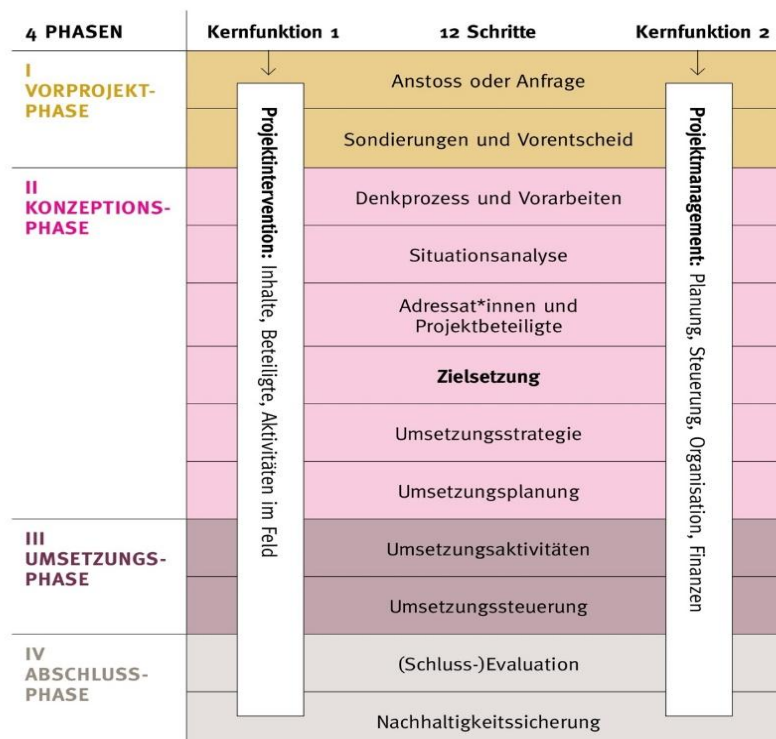 4 PHASEN
Kernfunktion 1
12 Schritte
Kernfunktion 2
I
VORPROJEKT-
PHASE
Anstoss oder Anfrage
Sondierungen und Vorentscheid
II
KONZEPTIONS-
PHASE
Denkprozess und Vorarbeiten
Situationsanalyse
Adressat*innen und
Projektbeteiligte
Zielsetzung
Umsetzungsstrategie
Umsetzungsplanung
III
UMSETZUNGS-
PHASE
Umsetzungsaktivitäten
Umsetzungssteuerung
IV
ABSCHLUSS-
PHASE
(Schluss-)Evaluation
Nachhaltigkeitssicherung
Projektintervention: Inhalte, Beteiligte, Aktivitäten im Feld
Projektmanagement: Planung, Steuerung, Organisation, Finanzen